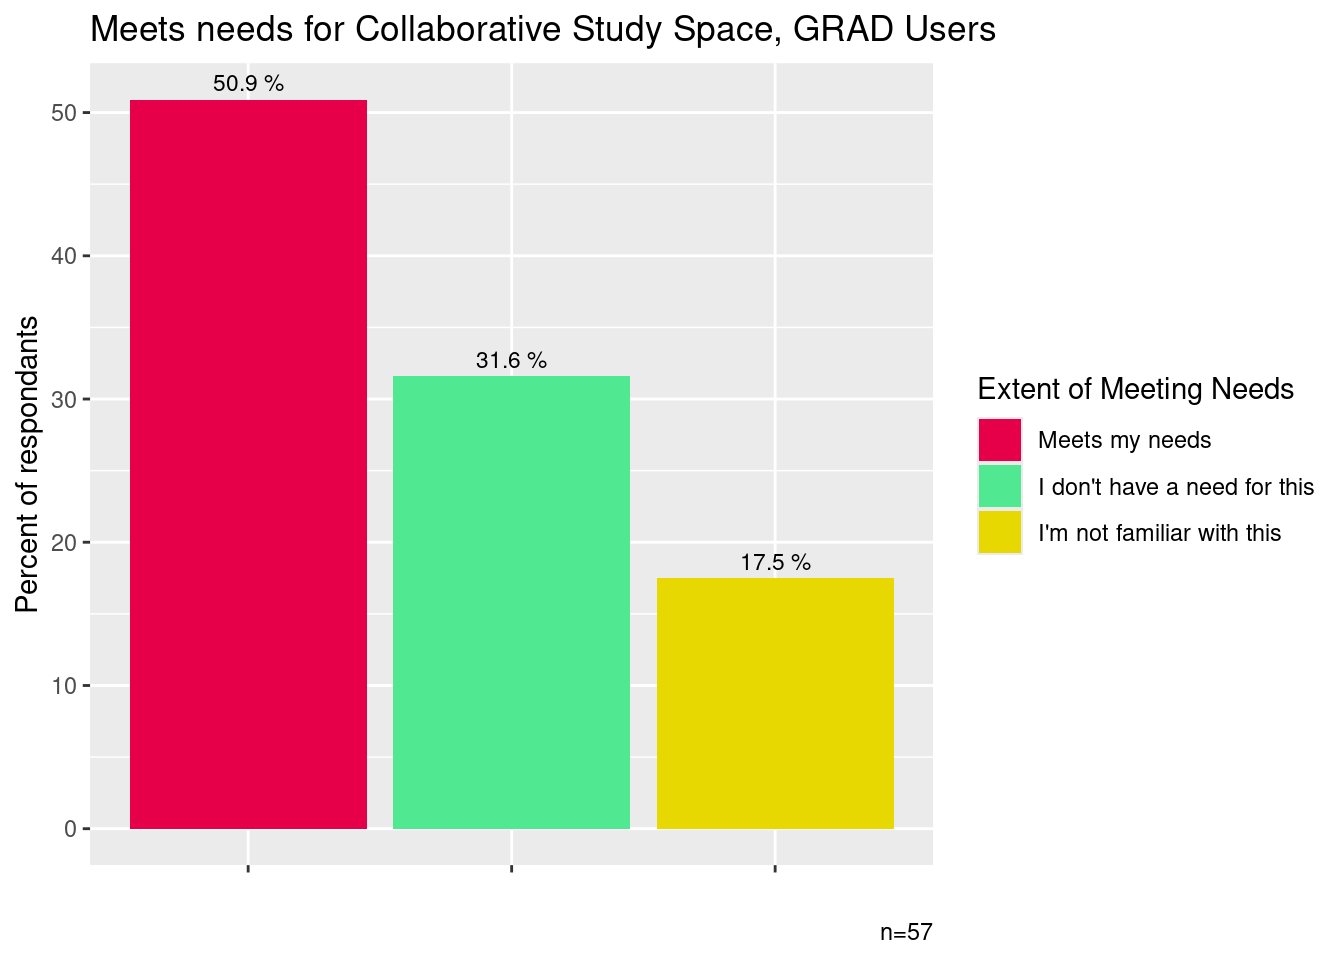 Meets needs for Collaborative Study Space, GRAD Users
50.9 %
31.6 %
17.5 %
50
40
30
20
10
0
Percent of respondants
Extent of Meeting Needs
Meets my needs
I don't have a need for this
I'm not familiar with this
n=57